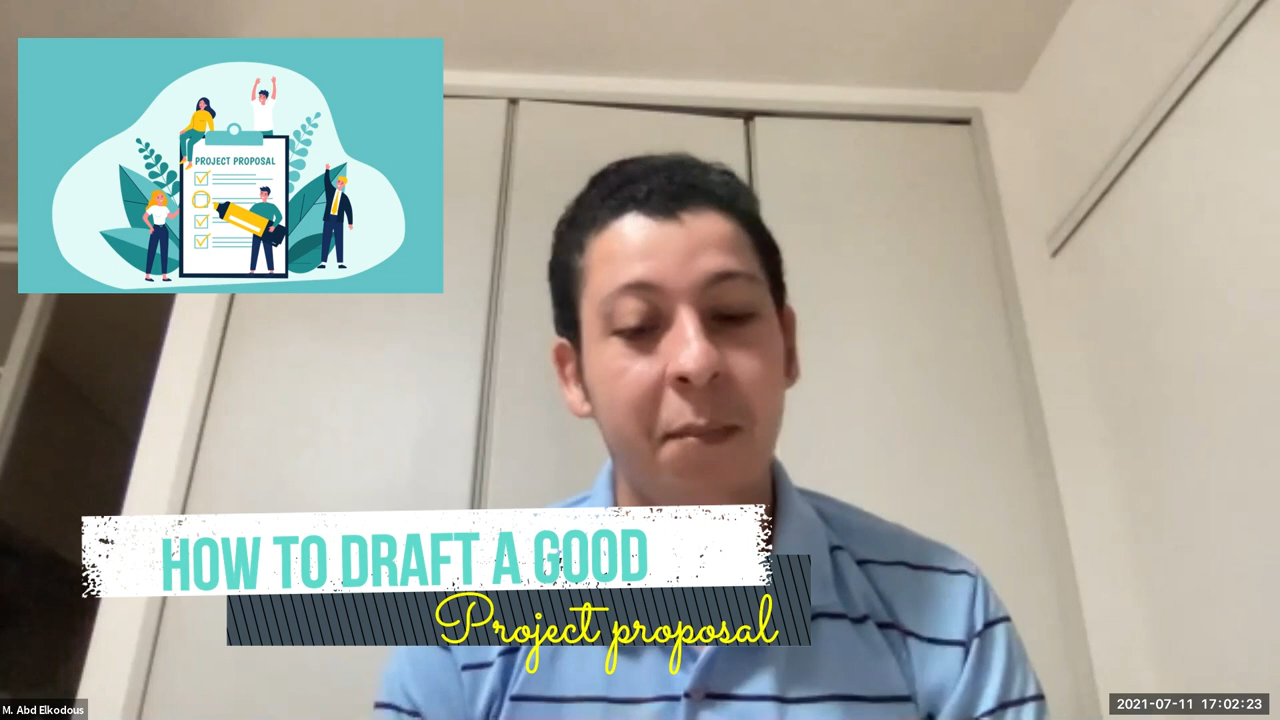 PROJECT PROPOSAL
HOW TO DRAFT A GOOD
Project proposal
M. Abd Elkodous
2021-07-11 17:02:23